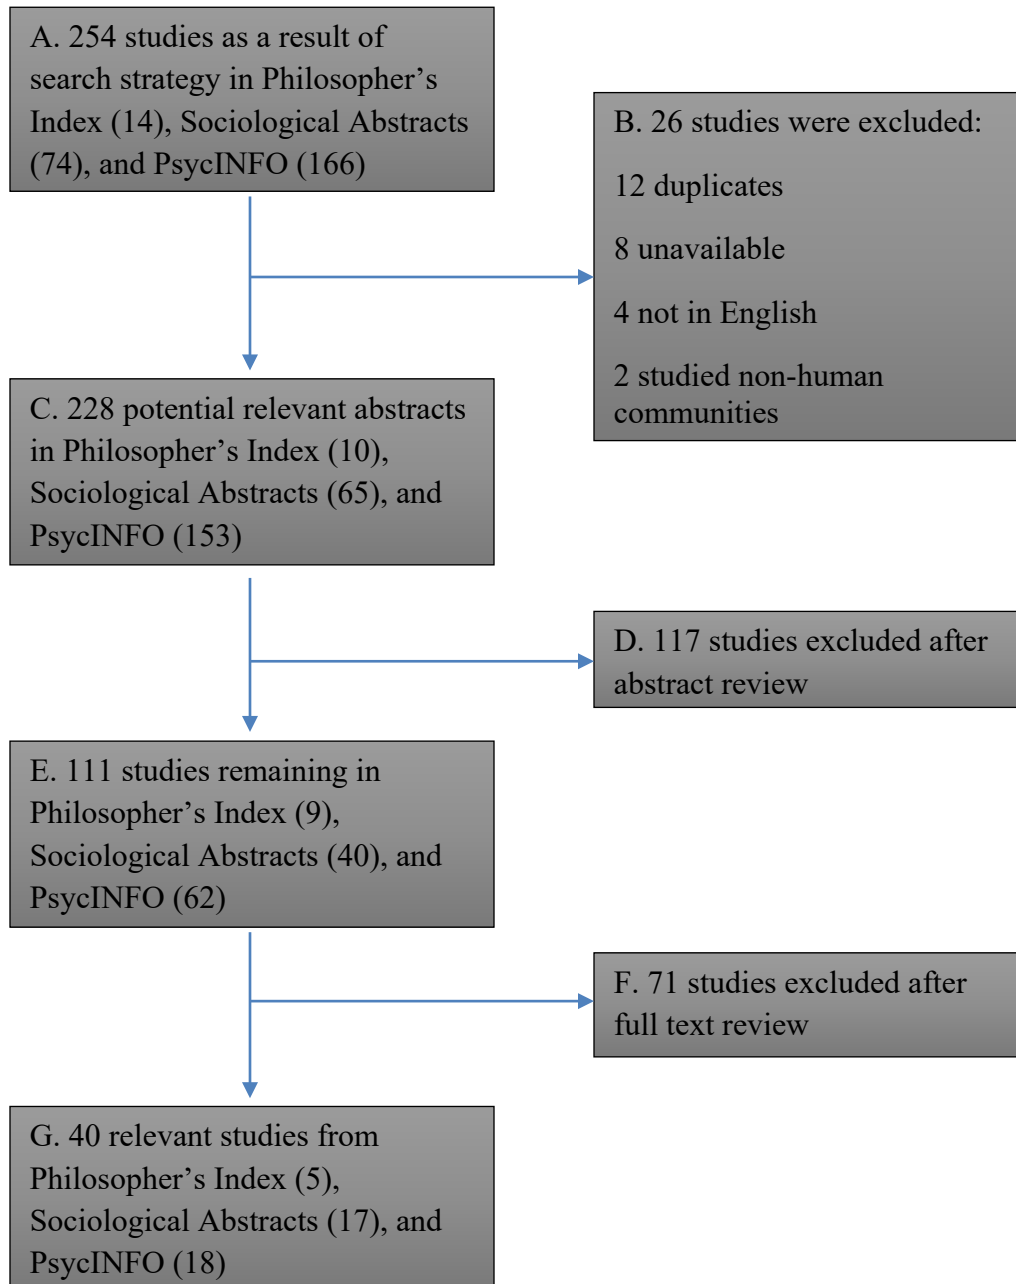 A. 254 studies as a result of
search strategy in Philosopher’s
Index (14), Sociological Abstracts
(74), and PsycINFO (166)
B. 26 studies were excluded:
12 duplicates
8 unavailable
4 not in English
2 studied non-human
communities
C. 228 potential relevant abstracts
in Philosopher’s Index (10),
Sociological Abstracts (65), and
PsycINFO (153)
D. 117 studies excluded after
abstract review
E. 111 studies remaining in
Philosopher’s Index (9),
Sociological Abstracts (40), and
PsycINFO (62)
F. 71 studies excluded after
full text review
G. 40 relevant studies from
Philosopher’s Index (5),
Sociological Abstracts (17), and
PsycINFO (18)